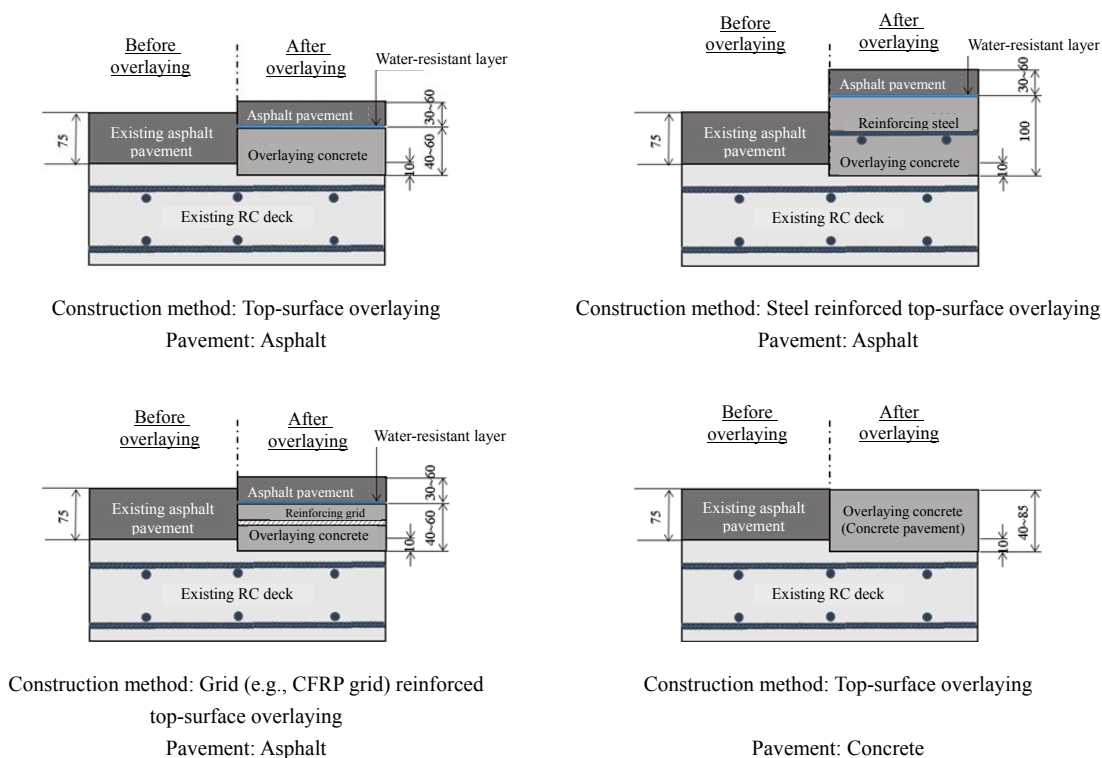 Before
overlaying
After
overlaying
Water-resistant layer
75
Existing asphalt
pavement
Asphalt pavement
Overlaying concrete
30~60
40~60
10
Existing RC deck
Construction method: Top-surface overlaying
Pavement: Asphalt
Before
overlaying
After
overlaying
Water-resistant layer
75
Existing asphalt
pavement
Asphalt pavement
Reinforcing steel
Overlaying concrete
30~60
100
10
Existing RC deck
Construction method: Steel reinforced top-surface overlaying
Pavement: Asphalt
Before
overlaying
After
overlaying
Water-resistant layer
75
Existing asphalt
pavement
Asphalt pavement
Reinforcing grid
Overlaying concrete
30~60
40~60
10
Existing RC deck
Construction method: Grid (e.g., CFRP grid) reinforced
top-surface overlaying
Pavement: Asphalt
Before
overlaying
After
overlaying
75
Existing asphalt
pavement
Overlaying concrete
(Concrete pavement)
40~85
10
Existing RC deck
Construction method: Top-surface overlaying
Pavement: Concrete